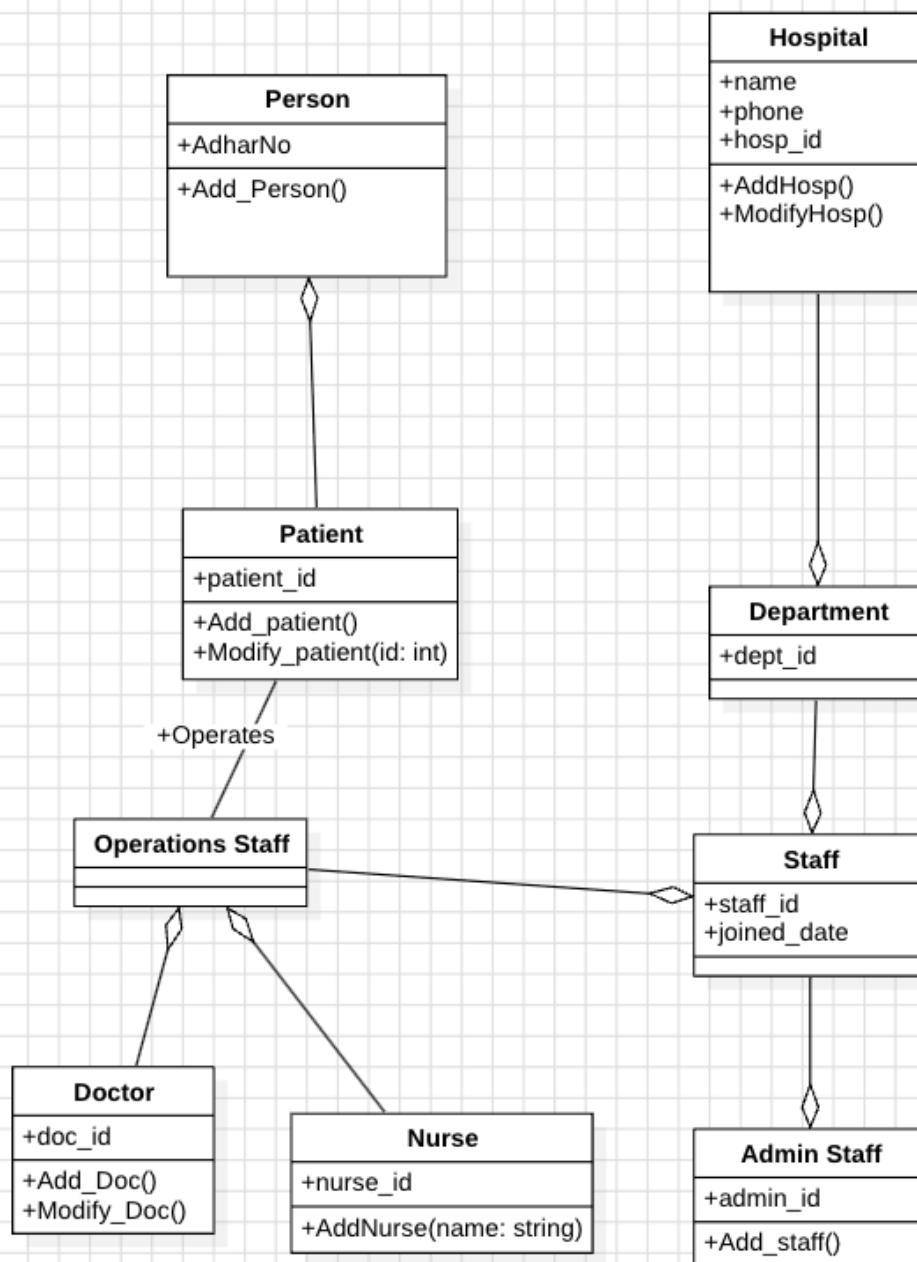 Hospital
+name
+phone
+hosp_id
+AddHosp()
+ModifyHosp()
Person
+AdharNo
+Add_Person()
Patient
+patient_id
+Add_patient()
+Modify_patient(id: int)
Department
+dept_id
+Operates
Operations Staff
Staff
+staff_id
+joined_date
Doctor
+doc_id
+Add_Doc()
+Modify_Doc()
Nurse
+nurse_id
+AddNurse(name: string)
Admin Staff
+admin_id
+Add_staff()